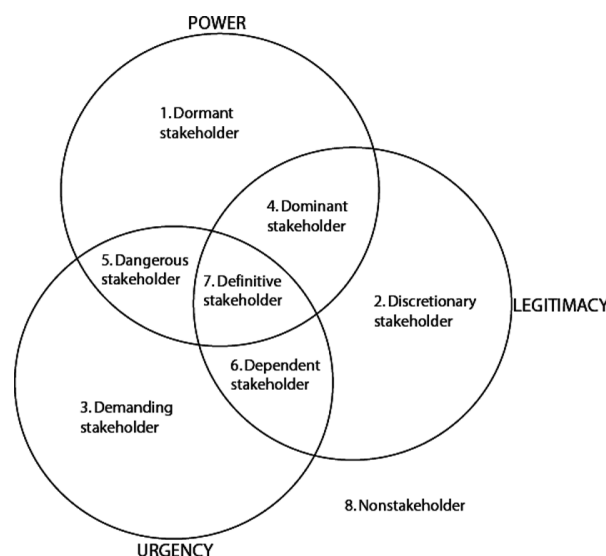 POWER
1. Dormant
stakeholder
4. Dominant
stakeholder
5. Dangerous
stakeholder
7. Definitive
stakeholder
2. Discretionary
stakeholder
LEGITIMACY
6. Dependent
stakeholder
3. Demanding
stakeholder
8. Nonstakeholder
URGENCY